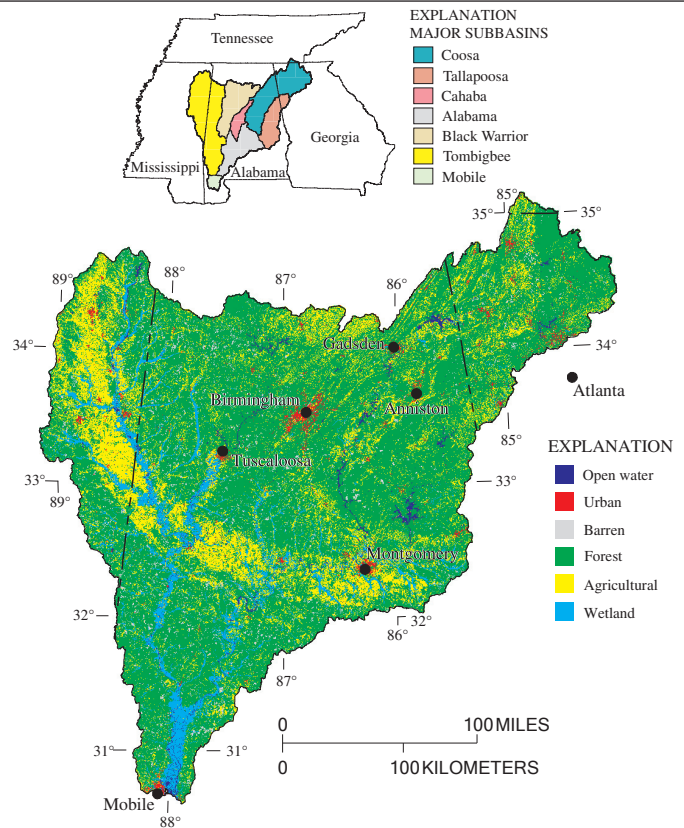 EXPLANATION
MAJOR SUBBASINS
Tennessee
Coosa
Tallapoosa
Cahaba
Alabama
Black Warrior
Tombigbee
Mobile
Georgia
Mississippi
Alabama
85°
35°
35°
89°
88°
87°
86°
34°
Gadsden
34°
Atlanta
Birmingham
Anniston
85°
EXPLANATION
Tuscaloosa
33°
33°
89°
Open water
Urban
Barren
Forest
Agricultural
Wetland
Montgomery
32°
32°
86°
87°
0
100 MILES
31°
31°
0
100 KILOMETERS
Mobile
88°